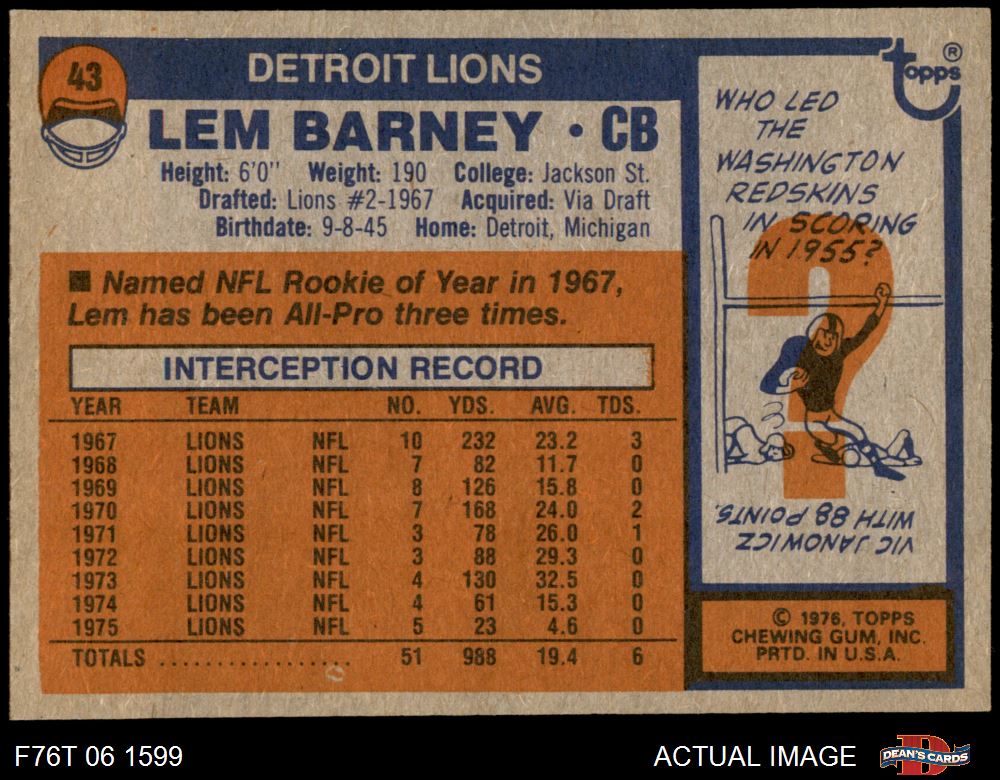 43
DETROIT LIONS
LEM BARNEY • CB
Height: 6'0" Weight: 190 College: Jackson St.
Drafted: Lions #2-1967 Acquired: Via Draft
Birthdate: 9-8-45 Home: Detroit, Michigan
■ Named NFL Rookie of Year in 1967,
Lem has been All-Pro three times.
INTERCEPTION RECORD
YEAR TEAM NO. YDS. AVG. TDS.
1967 LIONS NFL 10 232 23.2 3
1968 LIONS NFL 7 82 11.7 0
1969 LIONS NFL 8 126 15.8 0
1970 LIONS NFL 7 168 24.0 2
1971 LIONS NFL 3 78 26.0 1
1972 LIONS NFL 3 88 29.3 0
1973 LIONS NFL 4 130 32.5 0
1974 LIONS NFL 4 61 15.3 0
1975 LIONS NFL 5 23 4.6 0
TOTALS .................. 51 988 19.4 6
topps ®
WHO LED
THE
WASHINGTON
REDSKINS
IN SCORING
IN 1955?
?
VIC JANOWICZ
WITH 88 POINTS.
© 1976, TOPPS
CHEWING GUM, INC.
PRTD. IN U.S.A.
F76T 06 1599
ACTUAL IMAGE
DEAN'S CARDS